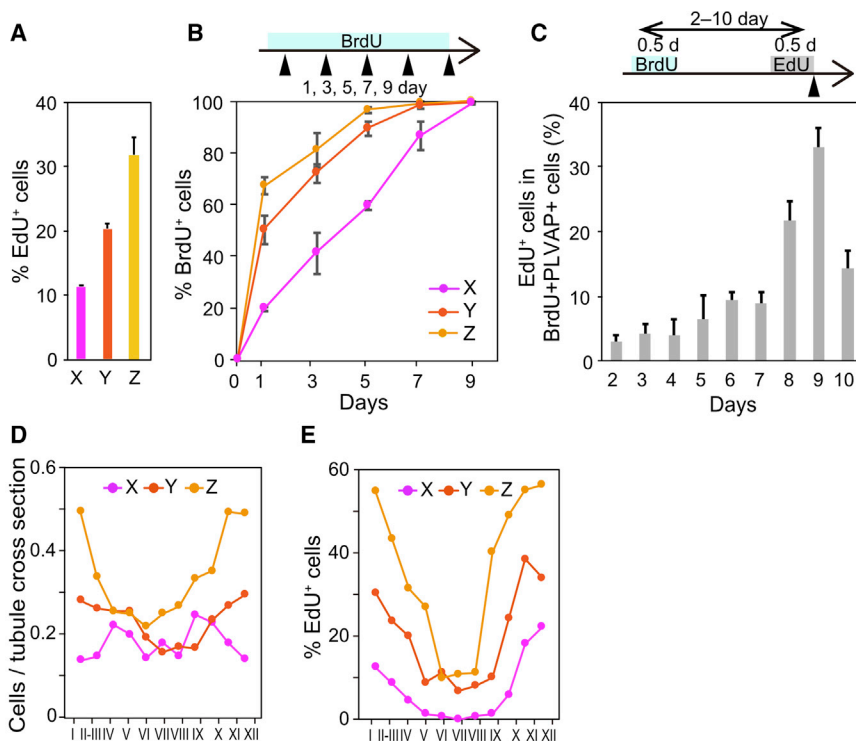 A
% EdU⁺ cells
40
30
20
10
0
X Y Z
B
BrdU
1, 3, 5, 7, 9 day
% BrdU⁺ cells
100
80
60
40
20
0
X
Y
Z
0 1 3 5 7 9
Days
C
2–10 day
0.5 d 0.5 d
BrdU EdU
EdU⁺ cells in
BrdU+PLVAP+ cells (%)
40
30
20
10
0
2 3 4 5 6 7 8 9 10
Days
D
Cells / tubule cross section
0.6
0.4
0.2
0
X Y Z
I II-III IV V VI VII VIII IX X XI XII
E
% EdU⁺ cells
60
40
20
0
X Y Z
I II-III IV V VI VII VIII IX X XI XII